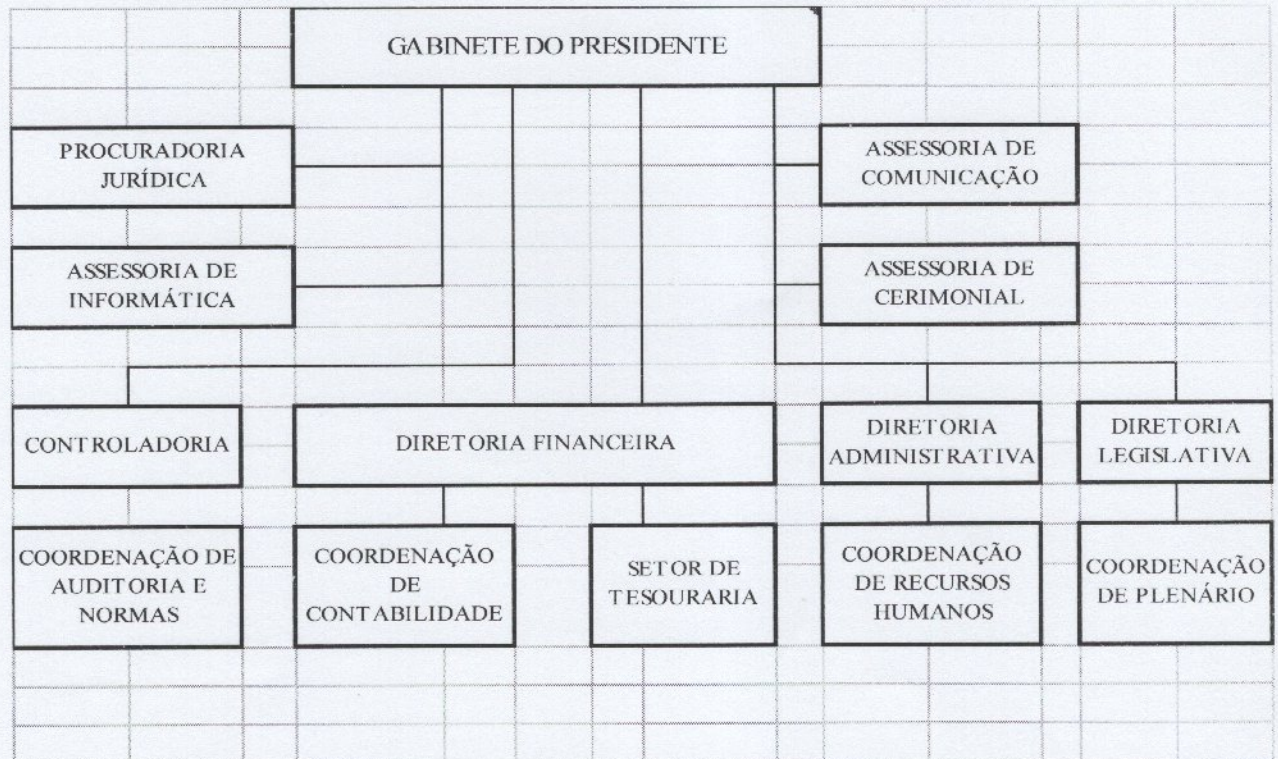 GABINETE DO PRESIDENTE
PROCURADORIA
JURÍDICA
ASSESSORIA DE
COMUNICAÇÃO
ASSESSORIA DE
INFORMÁTICA
ASSESSORIA DE
CERIMONIAL
CONTROLADORIA
DIRETORIA FINANCEIRA
DIRETORIA
ADMINISTRATIVA
DIRETORIA
LEGISLATIVA
COORDENAÇÃO DE
AUDITORIA E
NORMAS
COORDENAÇÃO
DE
CONTABILIDADE
SETOR DE
TESOURARIA
COORDENAÇÃO
DE RECURSOS
HUMANOS
COORDENAÇÃO
DE PLENÁRIO